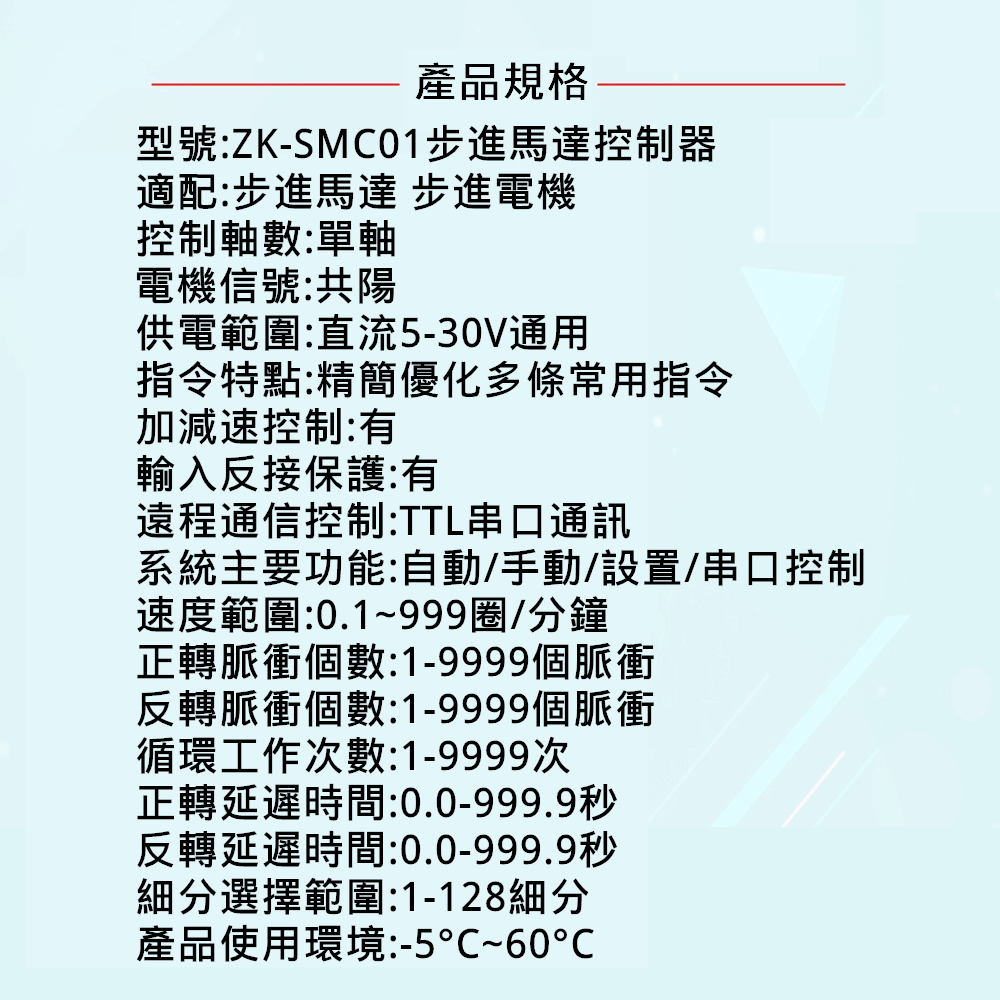 產品規格
型號:ZK-SMC01步進馬達控制器
適配:步進馬達 步進電機
控制軸數:單軸
電機信號:共陽
供電範圍:直流5-30V通用
指令特點:精簡優化多條常用指令
加減速控制:有
輸入反接保護:有
遠程通信控制:TTL串口通訊
系統主要功能:自動/手動/設置/串口控制
速度範圍:0.1~999圈/分鐘
正轉脈衝個數:1-9999個脈衝
反轉脈衝個數:1-9999個脈衝
循環工作次數:1-9999次
正轉延遲時間:0.0-999.9秒
反轉延遲時間:0.0-999.9秒
細分選擇範圍:1-128細分
產品使用環境:-5°C~60°C